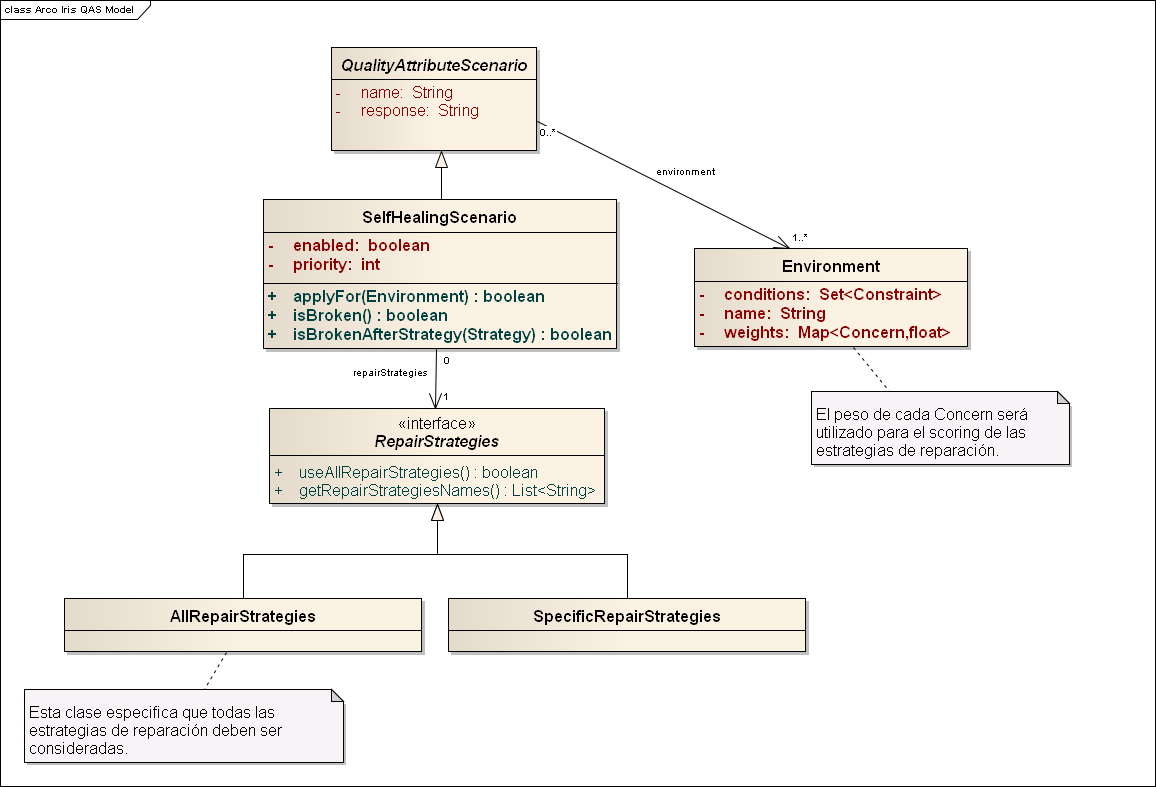 class Arco Iris QAS Model
QualityAttributeScenario
- name: String
- response: String
0..*
environment
1..*
SelfHealingScenario
- enabled: boolean
- priority: int
+ applyFor(Environment) : boolean
+ isBroken() : boolean
+ isBrokenAfterStrategy(Strategy) : boolean
Environment
- conditions: Set<Constraint>
- name: String
- weights: Map<Concern,float>
0
repairStrategies
1
El peso de cada Concern será
utilizado para el scoring de las
estrategias de reparación.
«interface»
RepairStrategies
+ useAllRepairStrategies() : boolean
+ getRepairStrategiesNames() : List<String>
AllRepairStrategies
SpecificRepairStrategies
Esta clase especifica que todas las
estrategias de reparación deben ser
consideradas.